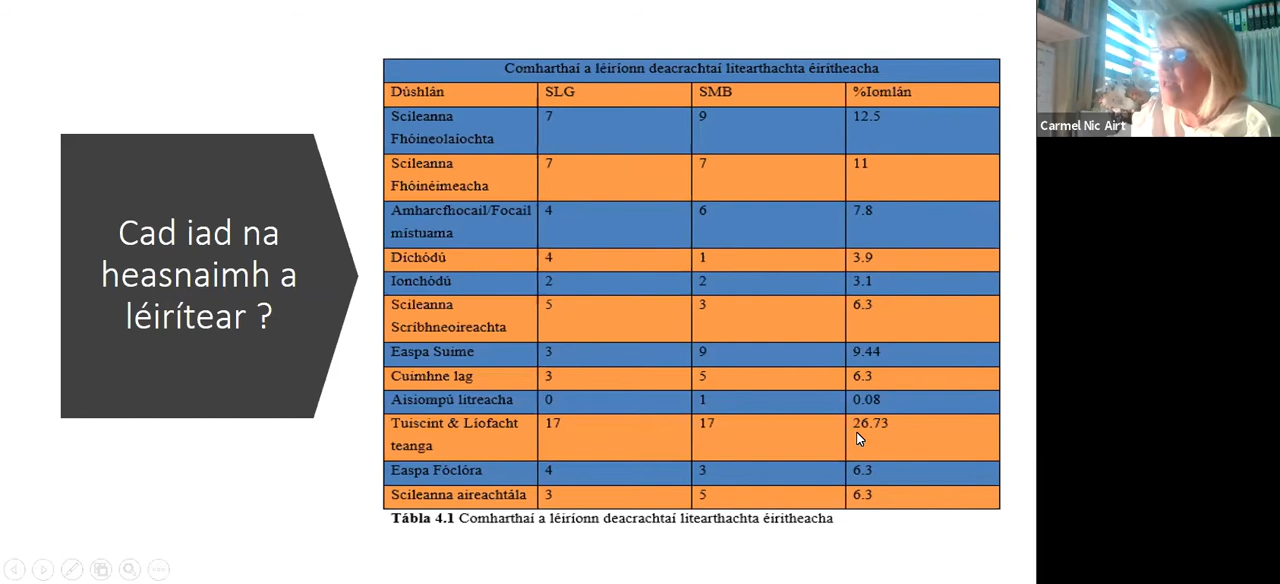 Cad iad na
heasnaimh a
léirítear ?
Comharthaí a léiríonn deacrachtaí litearthachta éiritheacha
Dúshlán SLG SMB %Iomlán
Scileanna 7 9 12.5
Fhóineolaíochta
Scileanna 7 7 11
Fhóinéimeacha
Amharcfhocail/Focail 4 6 7.8
místuama
Díchódú 4 1 3.9
Ionchódú 2 2 3.1
Scileanna 5 3 6.3
Scríbhneoireachta
Easpa Suime 3 9 9.44
Cuimhne lag 3 5 6.3
Aisiompú litreacha 0 1 0.08
Tuiscint & Líofacht 17 17 26.73
teanga
Easpa Fóclóra 4 3 6.3
Scileanna aireachtála 3 5 6.3
Tábla 4.1 Comharthaí a léiríonn deacrachtaí litearthachta éiritheacha
Carmel Nic Airt